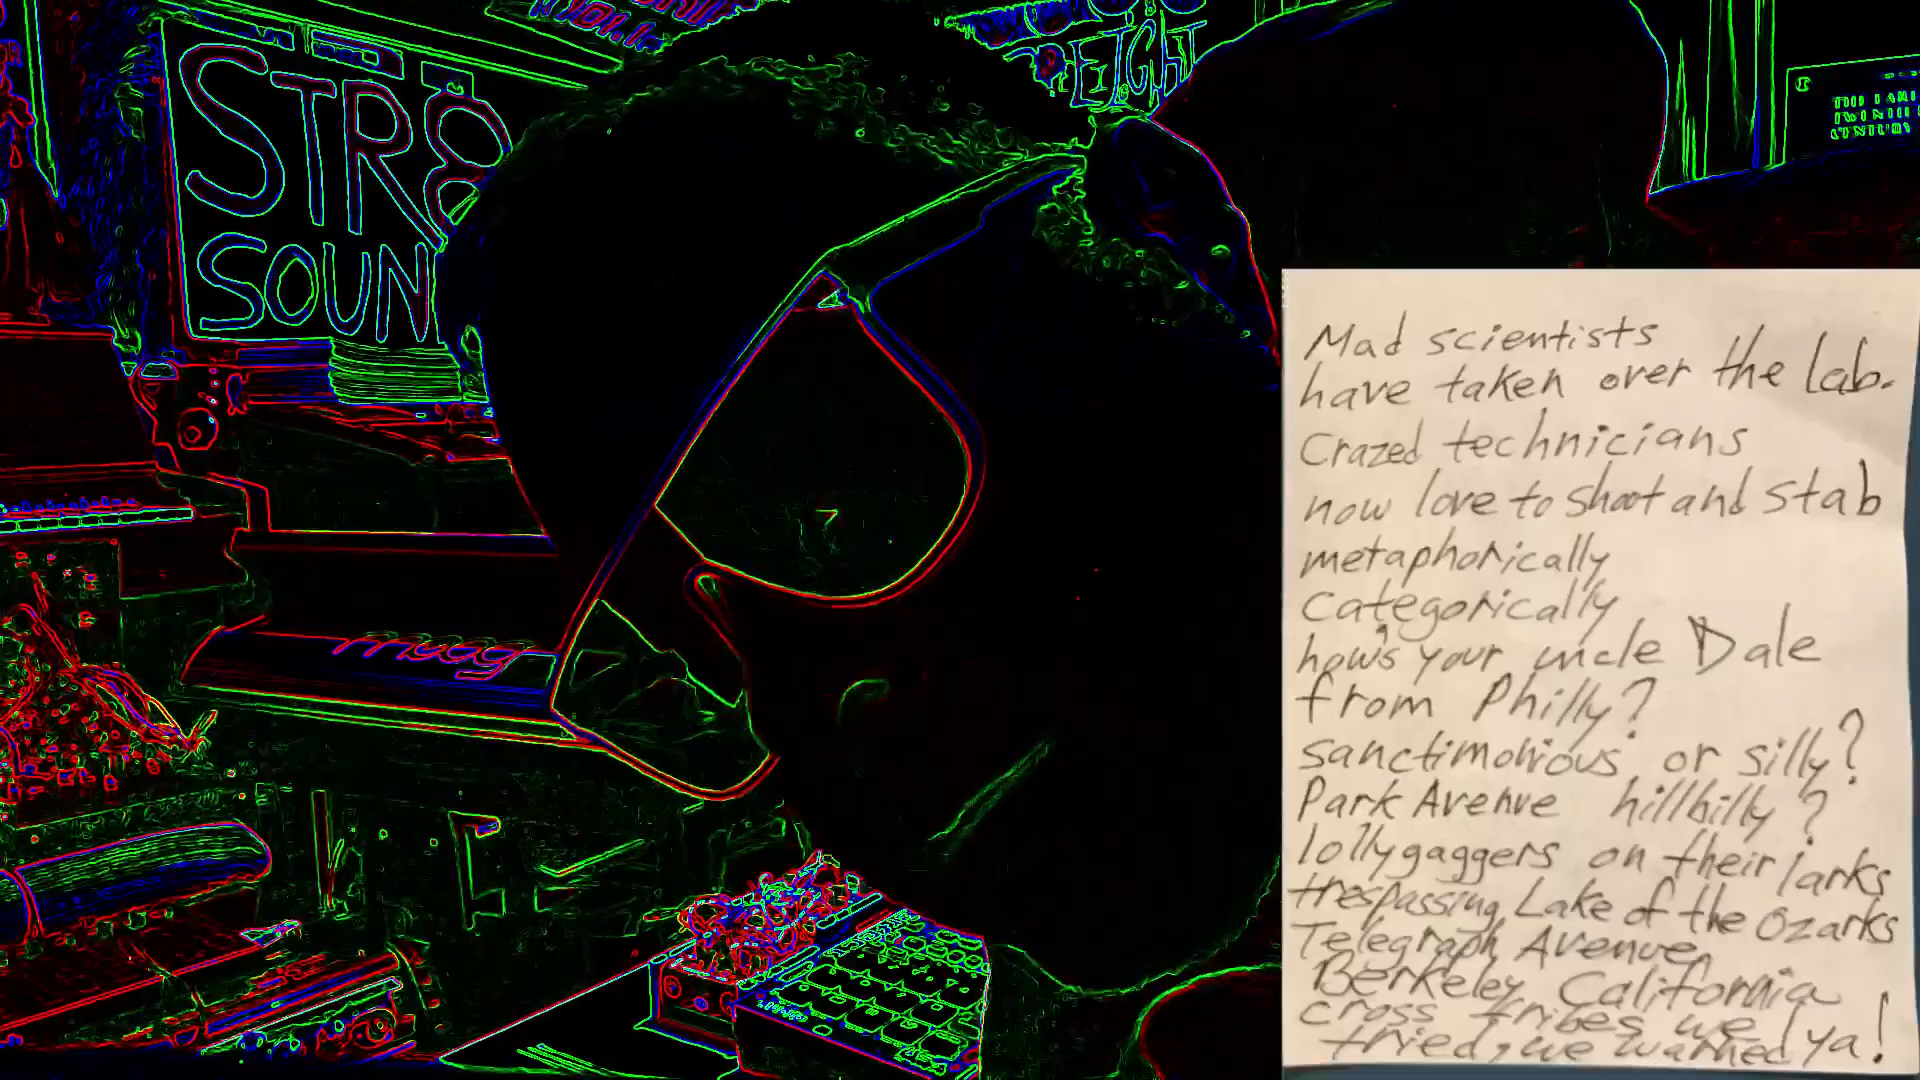 STR8
SOUN
REIGHT
moog
Mad scientists
have taken over the lab.
Crazed technicians
now love to shoot and stab
metaphorically
categorically
how's your uncle Dale
from Philly?
sanctimonious or silly?
Park Avenue hillbilly?
lollygaggers on their larks
trespassing Lake of the Ozarks
Telegraph Avenue
Berkeley, California
cross tribes we
tried, we warned ya!